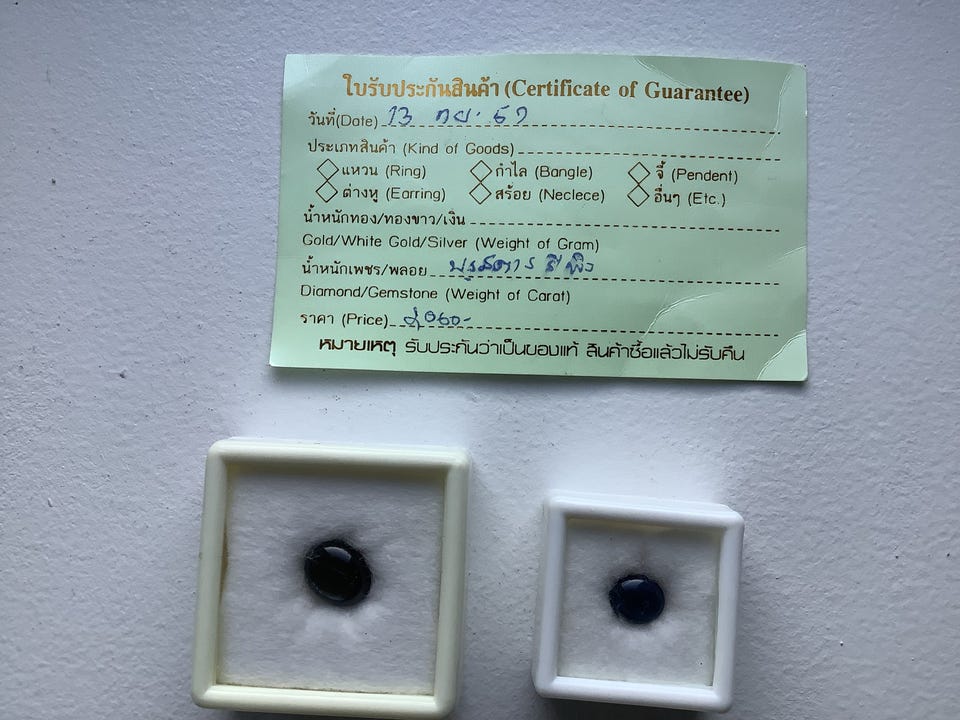 ใบรับประกันสินค้า (Certificate of Guarantee)
วันที่(Date) 13 กย. 67
ประเภทสินค้า (Kind of Goods)
แหวน (Ring) กำไล (Bangle) จี้ (Pendent)
ต่างหู (Earring) สร้อย (Neclece) อื่นๆ (Etc.)
น้ำหนักทอง/ทองขาว/เงิน
Gold/White Gold/Silver (Weight of Gram)
น้ำหนักเพชร/พลอย
Diamond/Gemstone (Weight of Carat)
ราคา (Price)
หมายเหตุ รับประกันว่าเป็นของแท้ สินค้าซื้อแล้วไม่รับคืน